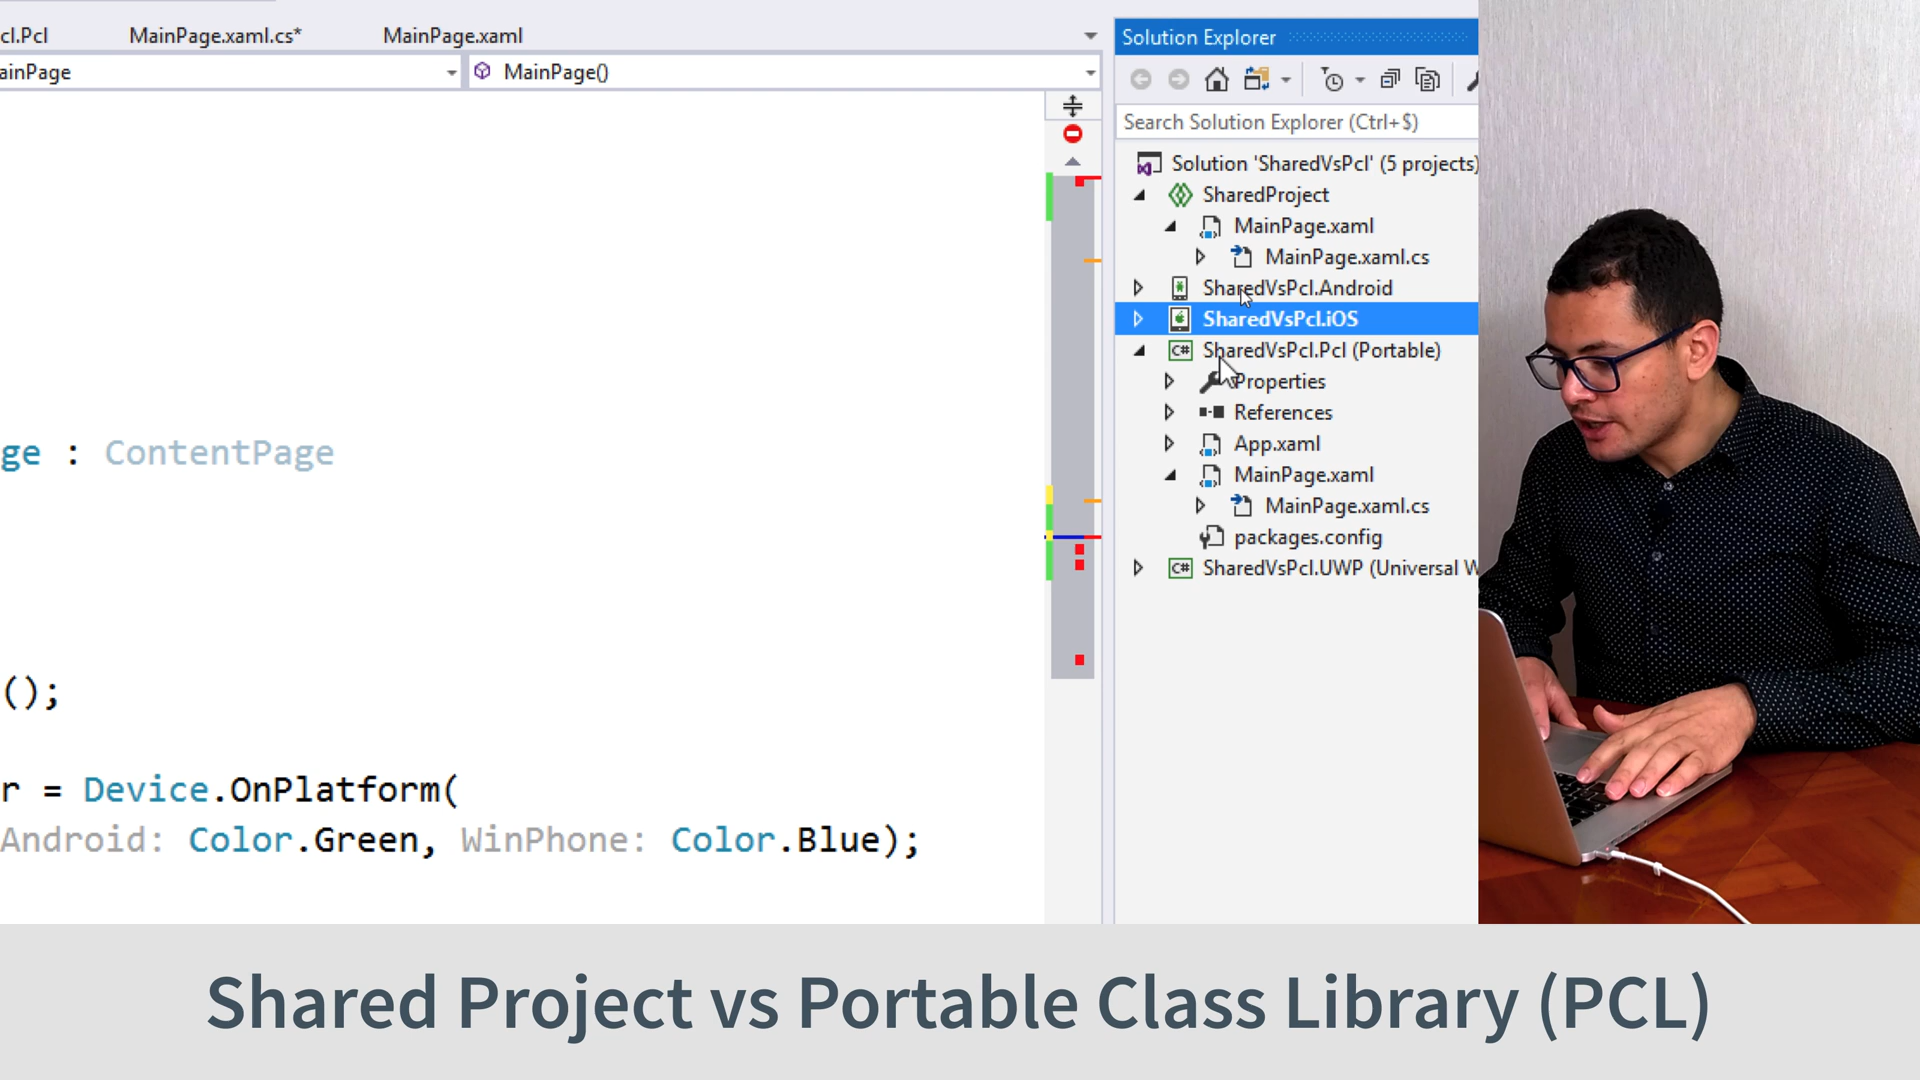 cl.Pcl
MainPage.xaml.cs*
MainPage.xaml
ainPage
MainPage()
ge : ContentPage
();
r = Device.OnPlatform(
Android: Color.Green, WinPhone: Color.Blue);
Solution Explorer
Search Solution Explorer (Ctrl+$)
Solution 'SharedVsPcl' (5 projects)
SharedProject
MainPage.xaml
MainPage.xaml.cs
SharedVsPcl.Android
SharedVsPcl.iOS
C# SharedVsPcl.Pcl (Portable)
Properties
References
App.xaml
MainPage.xaml
MainPage.xaml.cs
packages.config
C# SharedVsPcl.UWP (Universal W
Shared Project vs Portable Class Library (PCL)